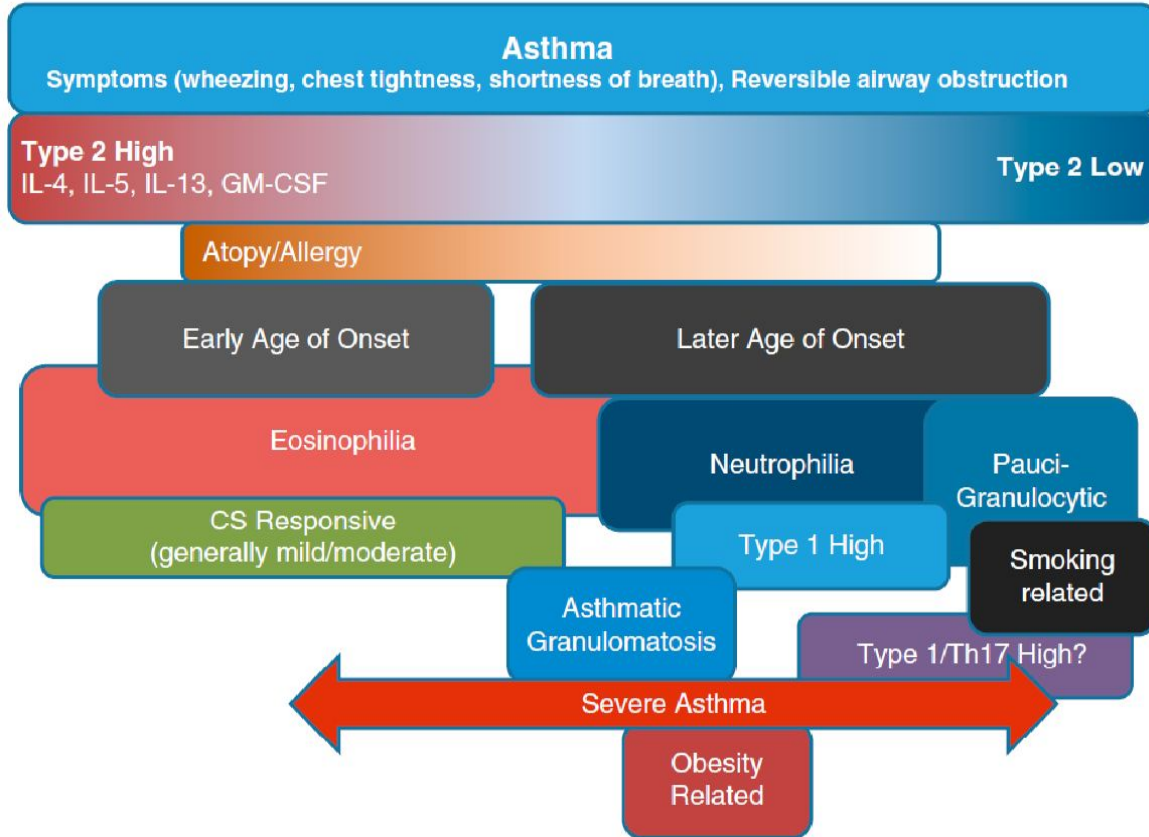 Asthma
Symptoms (wheezing, chest tightness, shortness of breath), Reversible airway obstruction
Type 2 High
IL-4, IL-5, IL-13, GM-CSF
Type 2 Low
Atopy/Allergy
Early Age of Onset
Later Age of Onset
Eosinophilia
Neutrophilia
Pauci-
Granulocytic
CS Responsive
(generally mild/moderate)
Type 1 High
Smoking
related
Asthmatic
Granulomatosis
Type 1/Th17 High?
Severe Asthma
Obesity
Related